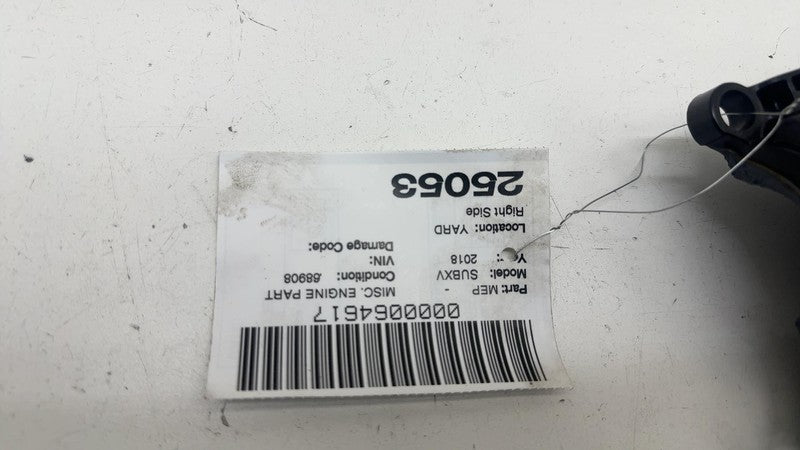 0000064617
Part: MEP - MISC. ENGINE PART
Model: SUBXV Condition: .88908
2018 VIN:
Location: YARD Damage Code:
Right Side
25053